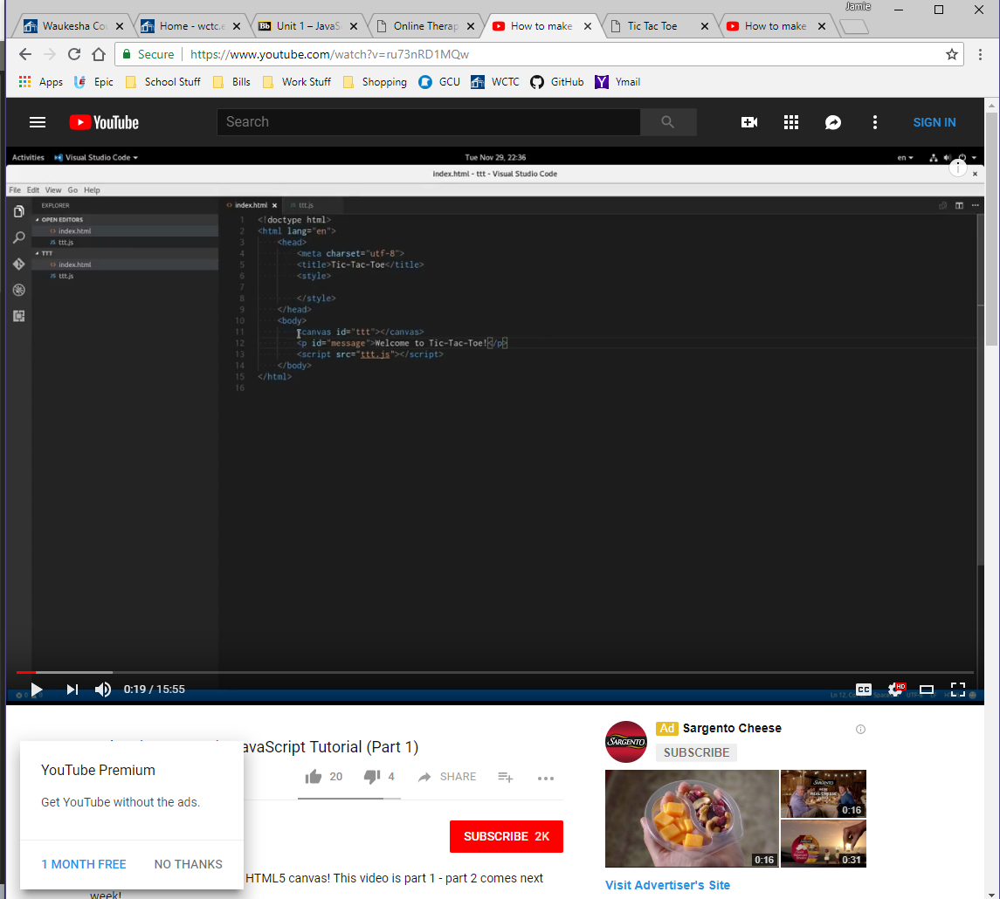 Jamie
Waukesha Cou
Home - wctc.e
Bb Unit 1 – JavaS
Online Therap
How to make
Tic Tac Toe
How to make
Secure https://www.youtube.com/watch?v=ru73nRD1MQw
Apps Epic School Stuff Bills Work Stuff Shopping GCU WCTC GitHub Y Ymail
YouTube
Search
SIGN IN
Activities Visual Studio Code Tue Nov 29, 22:36 en
index.html - ttt - Visual Studio Code
File Edit View Go Help
EXPLORER
OPEN EDITORS
index.html
ttt.js
TTT
index.html
ttt.js
index.html ttt.js
1 <!doctype html>
2 <html lang="en">
3 <head>
4 <meta charset="utf-8">
5 <title>Tic-Tac-Toe</title>
6 <style>
7
8 </style>
9 </head>
10 <body>
11 <canvas id="ttt"></canvas>
12 <p id="message">Welcome to Tic-Tac-Toe!</p>
13 <script src="ttt.js"></script>
14 </body>
15 </html>
16
0:19 / 15:55
CC HD
avaScript Tutorial (Part 1)
20 4 SHARE
SUBSCRIBE 2K
HTML5 canvas! This video is part 1 - part 2 comes next
week!
YouTube Premium
Get YouTube without the ads.
1 MONTH FREE NO THANKS
SARGENTO
Ad Sargento Cheese
SUBSCRIBE
0:16
0:16
0:31
Visit Advertiser's Site